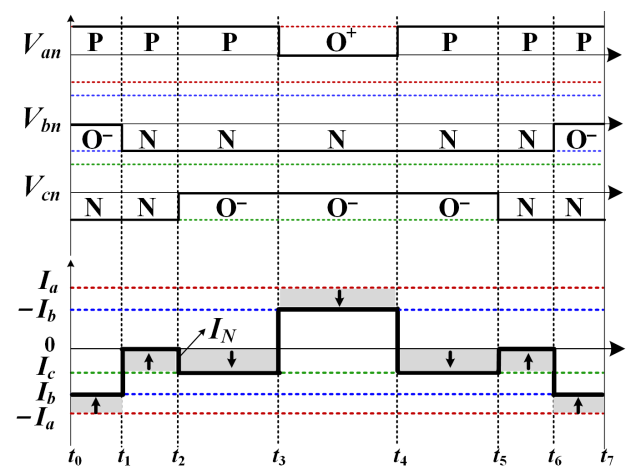 V_an P P P O⁺ P P P
V_bn O⁻ N N N N N O⁻
V_cn N N O⁻ O⁻ O⁻ N N
I_a
−I_b
I_N
0
I_c
I_b
−I_a
t_0 t_1 t_2 t_3 t_4 t_5 t_6 t_7